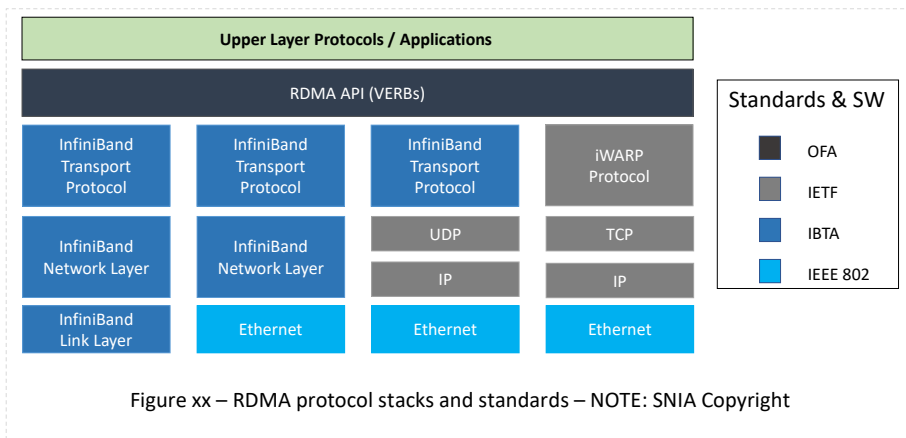 Upper Layer Protocols / Applications
RDMA API (VERBs)
InfiniBand
Transport
Protocol
InfiniBand
Transport
Protocol
InfiniBand
Transport
Protocol
iWARP
Protocol
InfiniBand
Network Layer
InfiniBand
Network Layer
UDP
IP
TCP
IP
InfiniBand
Link Layer
Ethernet
Ethernet
Ethernet
Standards & SW
OFA
IETF
IBTA
IEEE 802
Figure xx – RDMA protocol stacks and standards – NOTE: SNIA Copyright